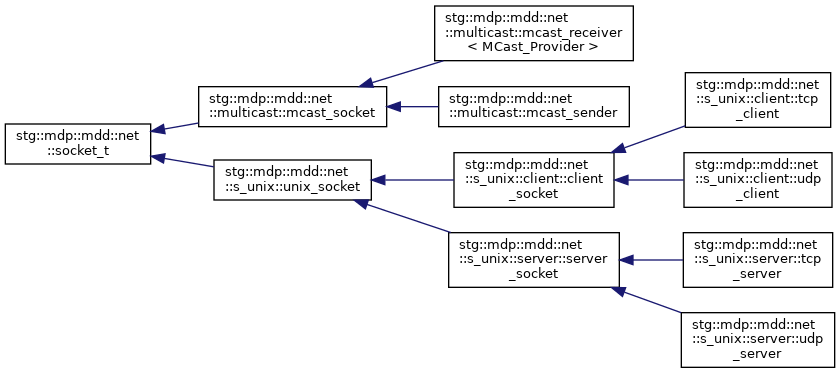 stg::mdp::mdd::net
::socket_t
stg::mdp::mdd::net
::multicast::mcast_socket
stg::mdp::mdd::net
::s_unix::unix_socket
stg::mdp::mdd::net
::multicast::mcast_receiver
< MCast_Provider >
stg::mdp::mdd::net
::multicast::mcast_sender
stg::mdp::mdd::net
::s_unix::client::client
_socket
stg::mdp::mdd::net
::s_unix::server::server
_socket
stg::mdp::mdd::net
::s_unix::client::tcp
_client
stg::mdp::mdd::net
::s_unix::client::udp
_client
stg::mdp::mdd::net
::s_unix::server::tcp
_server
stg::mdp::mdd::net
::s_unix::server::udp
_server